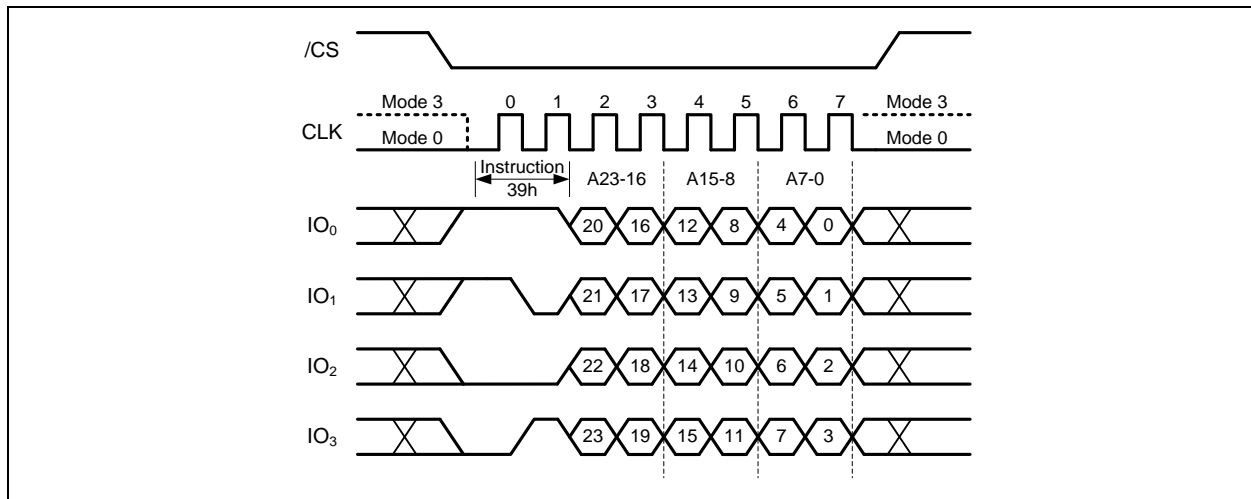 /CS
Mode 3 0 1 2 3 4 5 6 7 Mode 3
CLK
Mode 0 Mode 0
Instruction
39h
A23-16 A15-8 A7-0
IO₀ 20 16 12 8 4 0
IO₁ 21 17 13 9 5 1
IO₂ 22 18 14 10 6 2
IO₃ 23 19 15 11 7 3